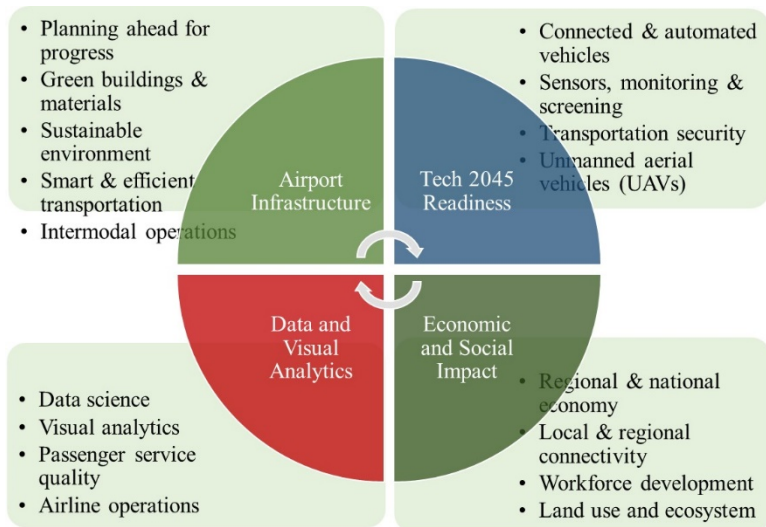 • Planning ahead for
progress
• Green buildings &
materials
• Sustainable
environment
• Smart & efficient
transportation
• Intermodal operations
• Connected & automated
vehicles
• Sensors, monitoring &
screening
• Transportation security
• Unmanned aerial
vehicles (UAVs)
Airport
Infrastructure
Tech 2045
Readiness
Data and
Visual
Analytics
Economic
and Social
Impact
• Data science
• Visual analytics
• Passenger service
quality
• Airline operations
• Regional & national
economy
• Local & regional
connectivity
• Workforce development
• Land use and ecosystem